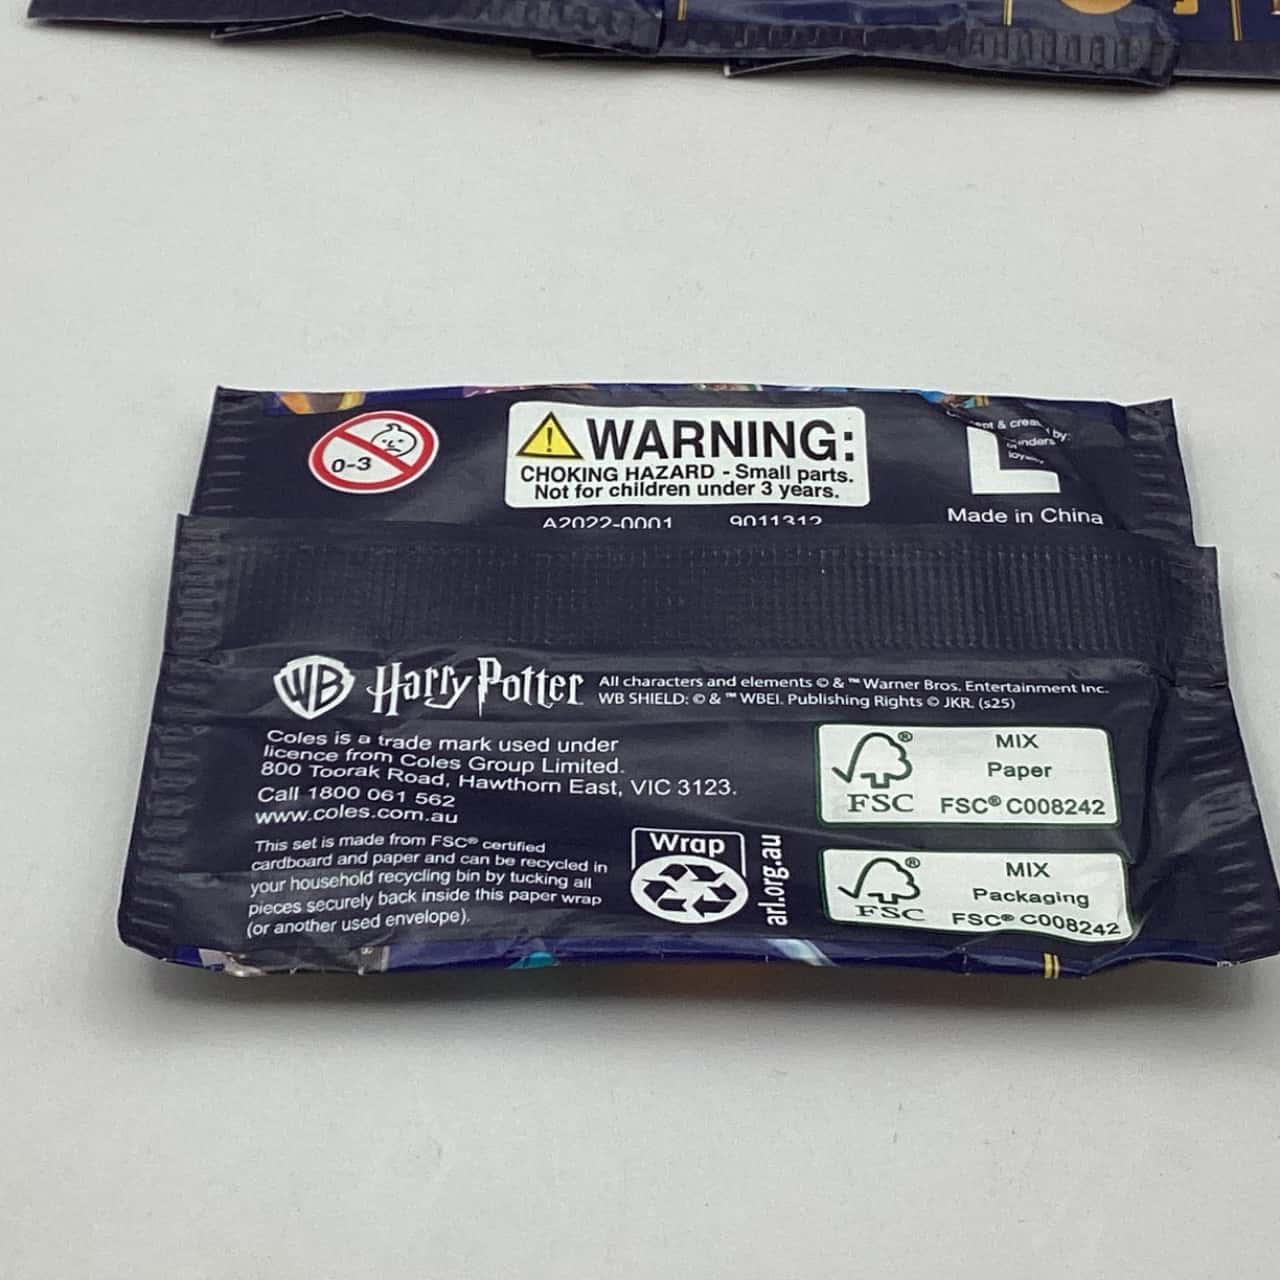 0-3
WARNING:
CHOKING HAZARD - Small parts.
Not for children under 3 years.
by:
A2022-0001 9011312
Made in China
WB Harry Potter
All characters and elements © & ™ Warner Bros. Entertainment Inc.
WB SHIELD: © & ™ WBEI. Publishing Rights © JKR. (s25)
Coles is a trade mark used under
licence from Coles Group Limited.
800 Toorak Road, Hawthorn East, VIC 3123.
Call 1800 061 562
www.coles.com.au
This set is made from FSC® certified
cardboard and paper and can be recycled in
your household recycling bin by tucking all
pieces securely back inside this paper wrap
(or another used envelope).
Wrap
arl.org.au
FSC®
MIX
Paper
FSC® C008242
FSC®
MIX
Packaging
FSC® C008242